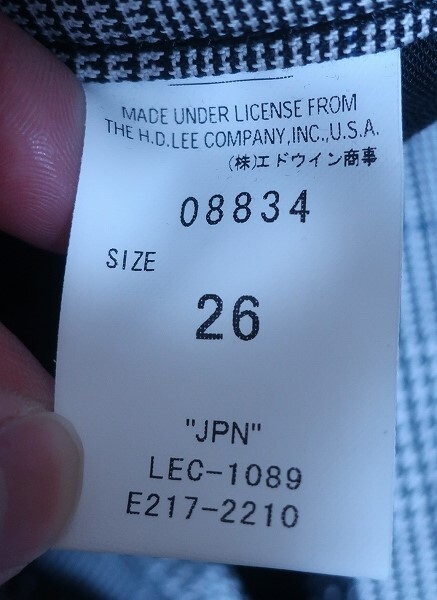 MADE UNDER LICENSE FROM
THE H.D.LEE COMPANY,INC.,U.S.A.
(株)エドウイン商事
08834
SIZE
26
"JPN"
LEC-1089
E217-2210